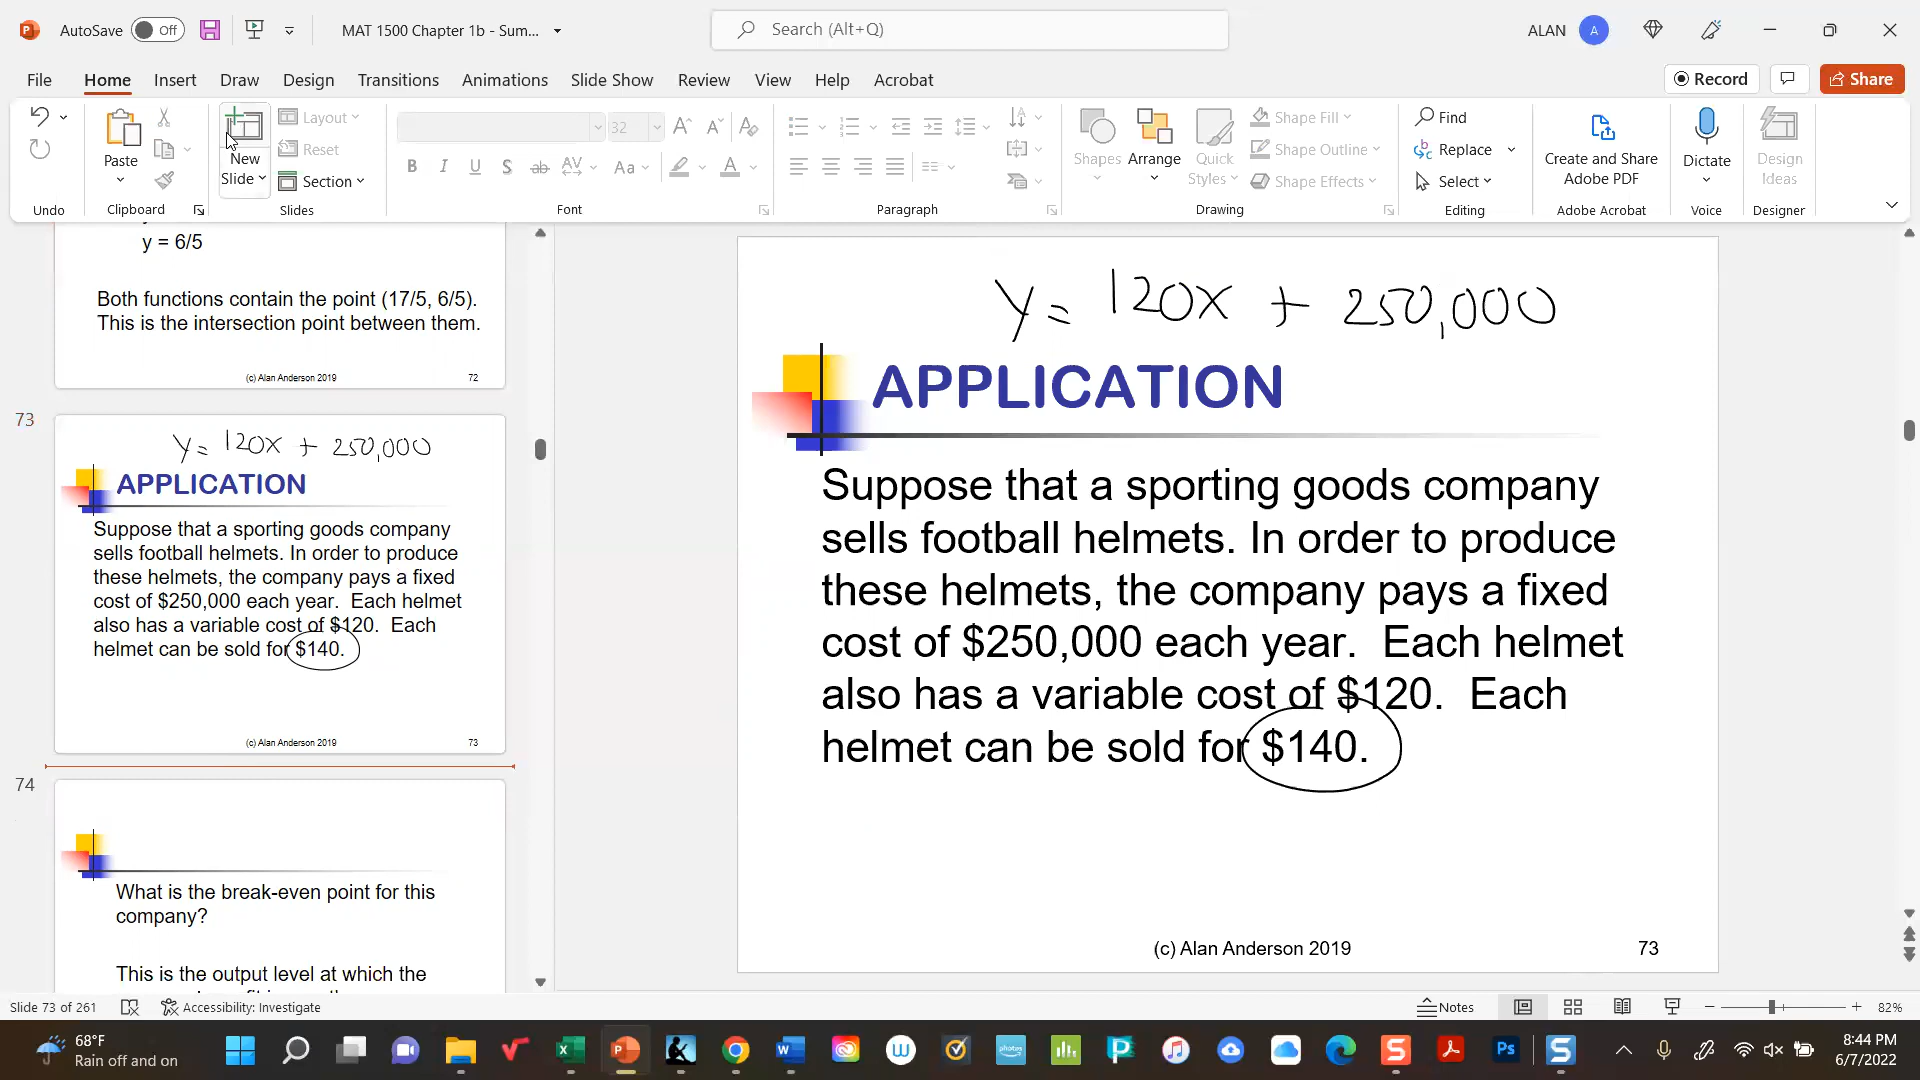 AutoSave Off MAT 1500 Chapter 1b - Sum... Search (Alt+Q) ALAN A
File Home Insert Draw Design Transitions Animations Slide Show Review View Help Acrobat Record Share
Paste
New Slide
Layout
Reset
Section
32
B I U S ab AV Aa A
Shapes
Arrange
Quick Styles
Shape Fill
Shape Outline
Shape Effects
Find
Replace
Select
Create and Share Adobe PDF
Dictate
Design Ideas
Undo Clipboard Slides Font Paragraph Drawing Editing Adobe Acrobat Voice Designer
y = 6/5
Both functions contain the point (17/5, 6/5).
This is the intersection point between them.
(c) Alan Anderson 2019 72
73
y = 120x + 250,000
APPLICATION
Suppose that a sporting goods company
sells football helmets. In order to produce
these helmets, the company pays a fixed
cost of $250,000 each year. Each helmet
also has a variable cost of $120. Each
helmet can be sold for $140.
(c) Alan Anderson 2019 73
74
What is the break-even point for this
company?
This is the output level at which the
y = 120x + 250,000
APPLICATION
Suppose that a sporting goods company
sells football helmets. In order to produce
these helmets, the company pays a fixed
cost of $250,000 each year. Each helmet
also has a variable cost of $120. Each
helmet can be sold for $140.
(c) Alan Anderson 2019 73
Slide 73 of 261 Accessibility: Investigate Notes 82%
68°F
Rain off and on
8:44 PM
6/7/2022